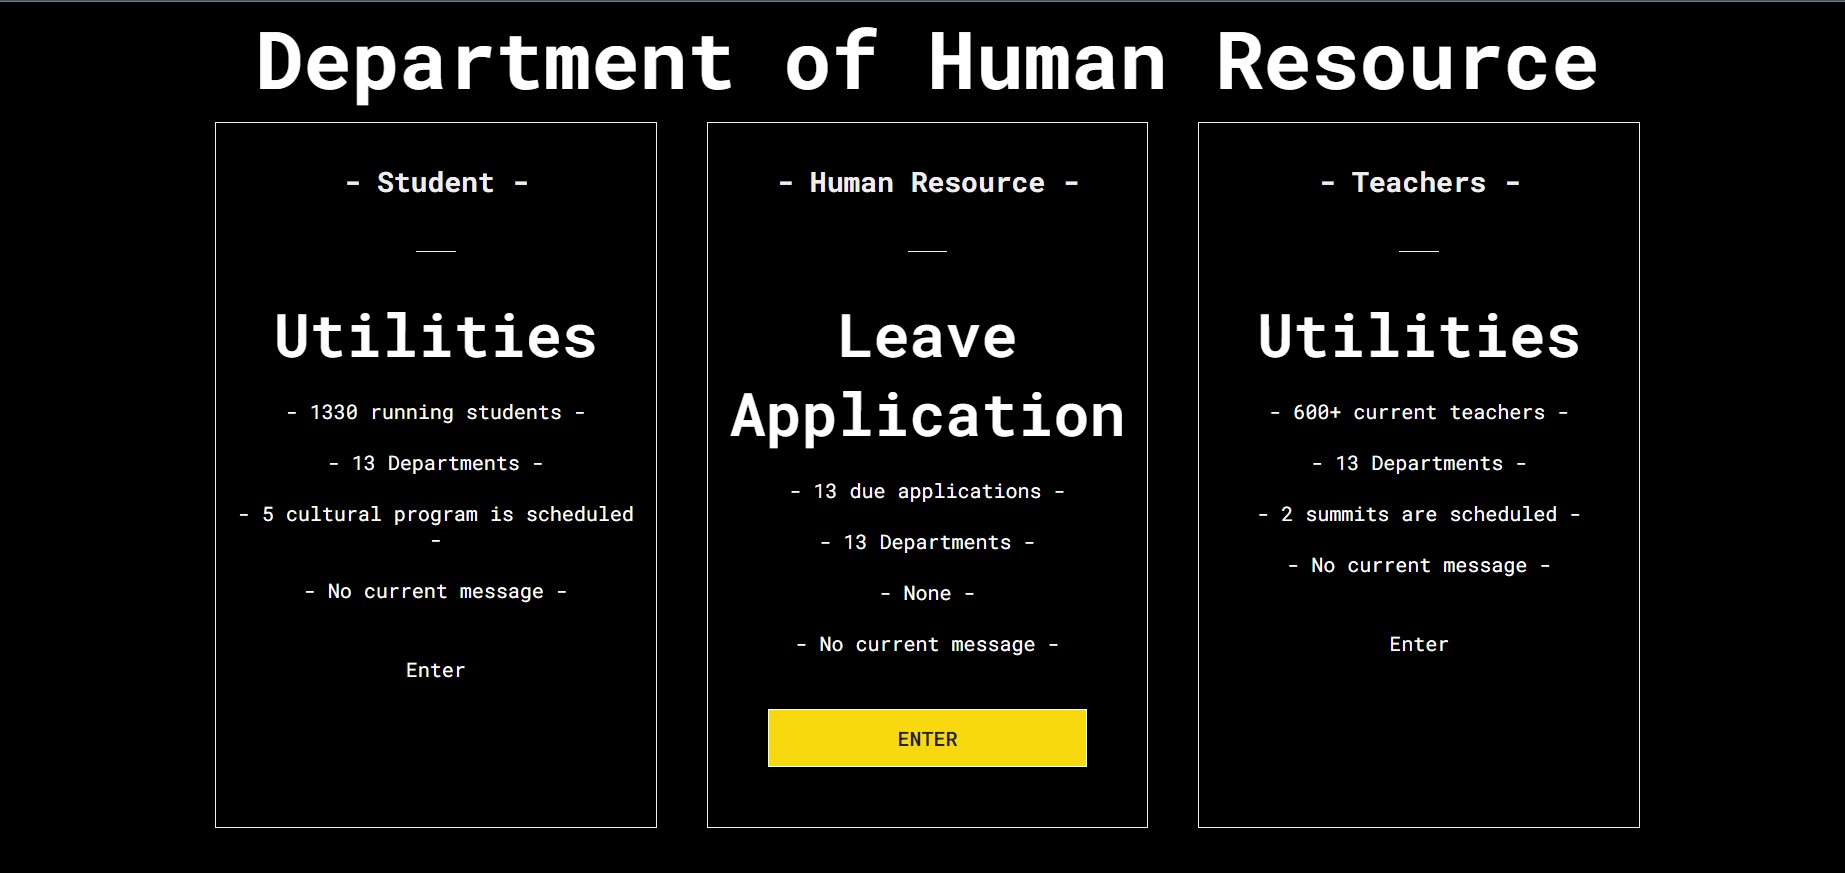 Department of Human Resource
- Student -
Utilities
- 1330 running students -
- 13 Departments -
- 5 cultural program is scheduled
-
- No current message -
Enter
- Human Resource -
Leave
Application
- 13 due applications -
- 13 Departments -
- None -
- No current message -
ENTER
- Teachers -
Utilities
- 600+ current teachers -
- 13 Departments -
- 2 summits are scheduled -
- No current message -
Enter